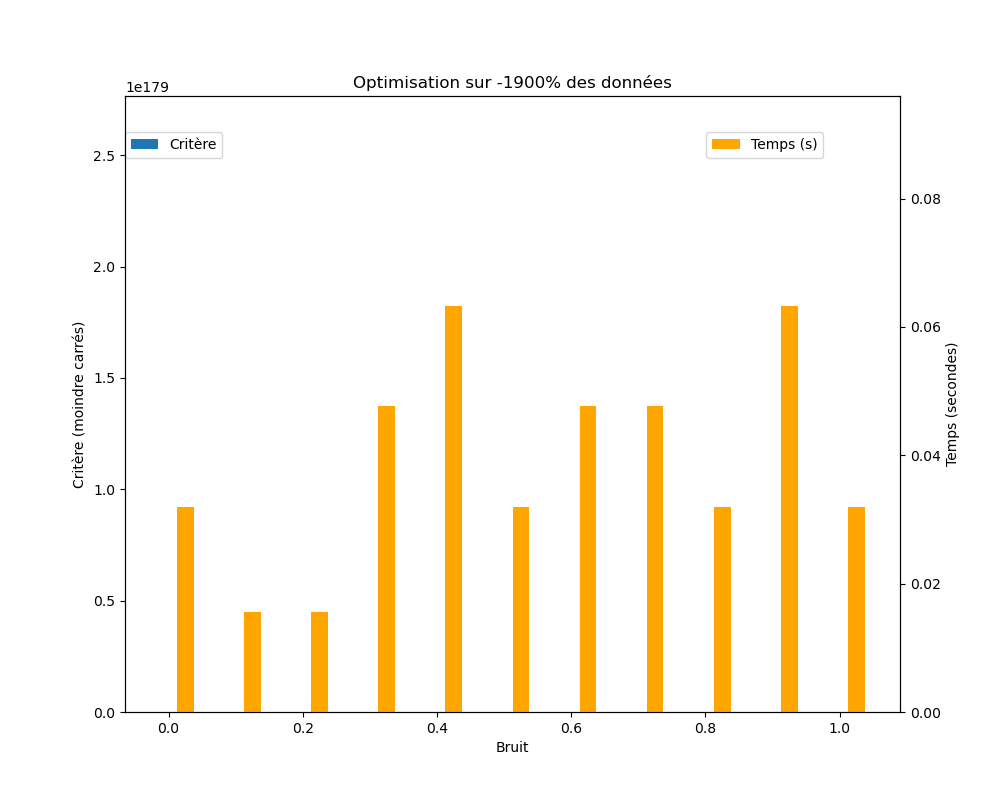 Optimisation sur -1900% des données
1e179
Critère
Temps (s)
2.5
2.0
1.5
1.0
0.5
0.0
Critère (moindre carrés)
0.08
0.06
0.04
0.02
0.00
Temps (secondes)
0.0 0.2 0.4 0.6 0.8 1.0
Bruit